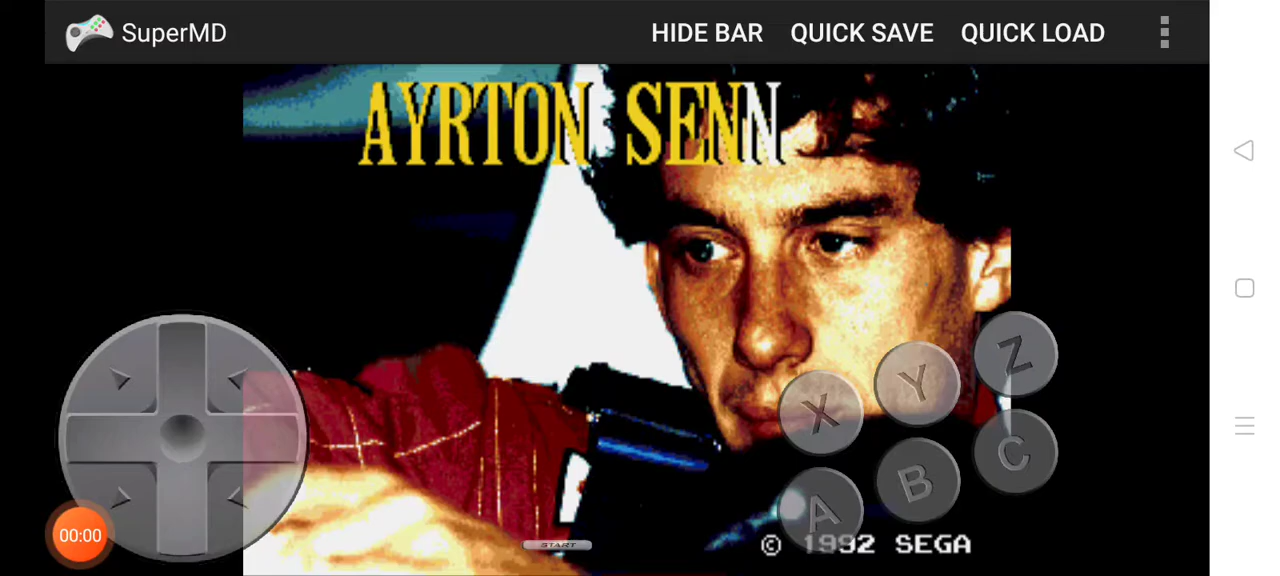 SuperMD HIDE BAR QUICK SAVE QUICK LOAD
AYRTON SENN
X Y Z
A B C
START
00:00
© 1992 SEGA